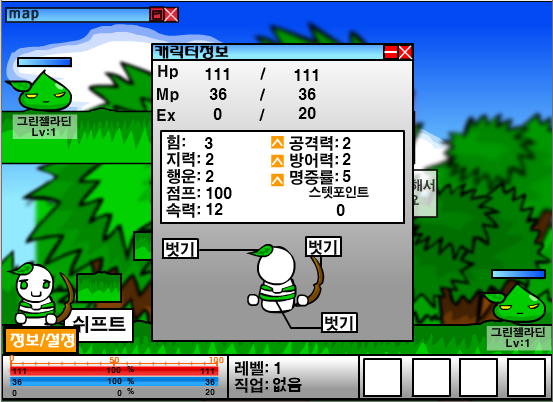 map
캐릭터정보
Hp 111 / 111
Mp 36 / 36
Ex 0 / 20
힘: 3
지력: 2
행운: 2
점프: 100
속력: 12
공격력: 2
방어력: 2
명중률: 5
스텟포인트
0
벗기
벗기
벗기
그린젤라딘
Lv:1
해서
요
쉬프트
그린젤라딘
Lv:1
정보/설정
0 50 100
111 100 % 111
36 100 % 36
0 0 % 20
레벨: 1
직업: 없음